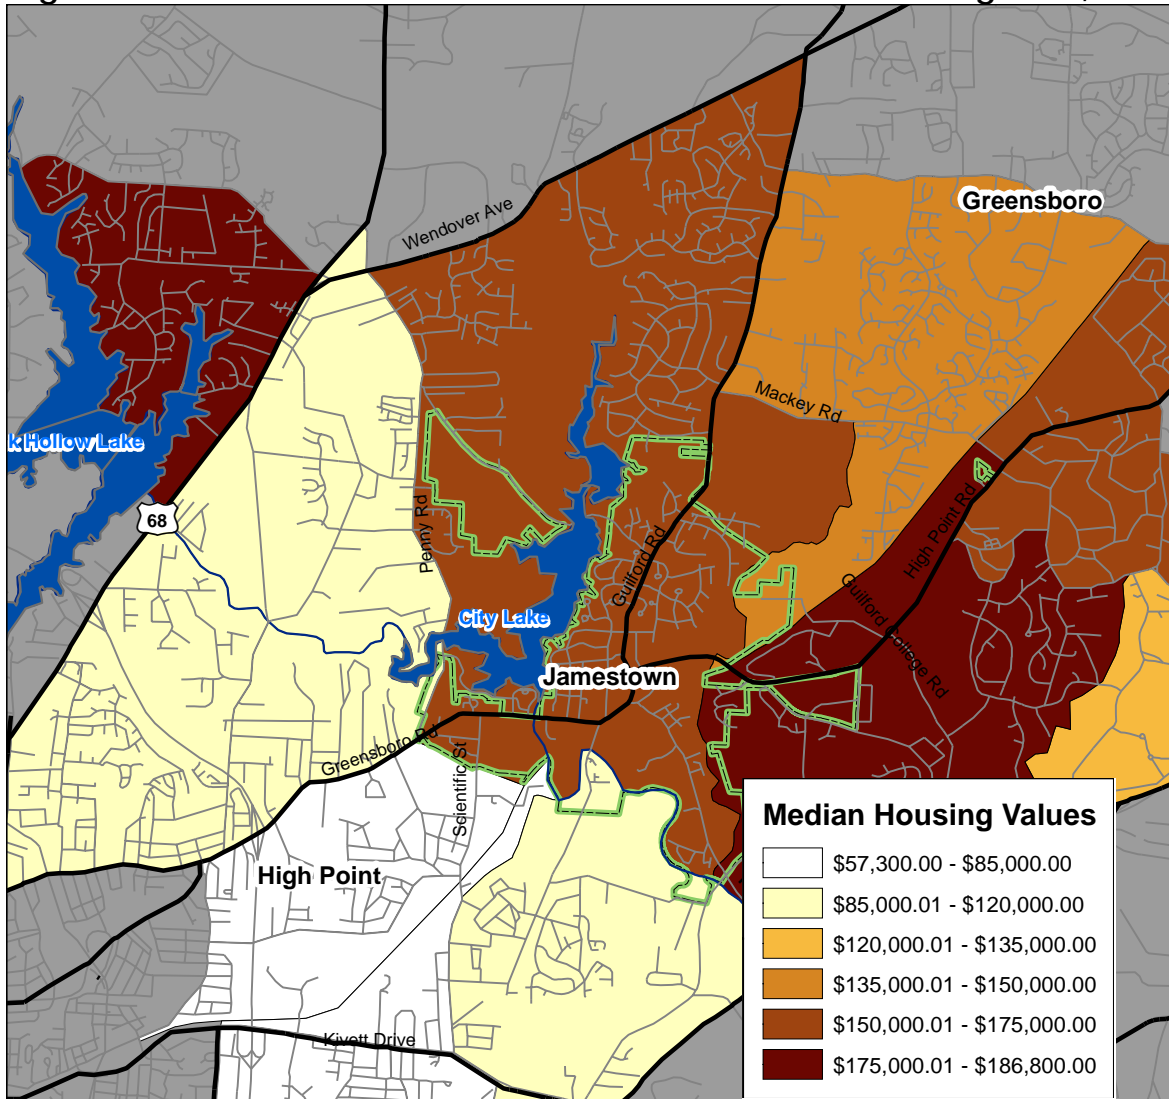 Greensboro
Wendover Ave
Mackey Rd
k Hollow Lake
68
Penny Rd
High Point Rd
Guilford Rd
Guilford College Rd
City Lake
Jamestown
Greensboro Rd
Scientific St
High Point
Kivett Drive
Median Housing Values
$57,300.00 - $85,000.00
$85,000.01 - $120,000.00
$120,000.01 - $135,000.00
$135,000.01 - $150,000.00
$150,000.01 - $175,000.00
$175,000.01 - $186,800.00